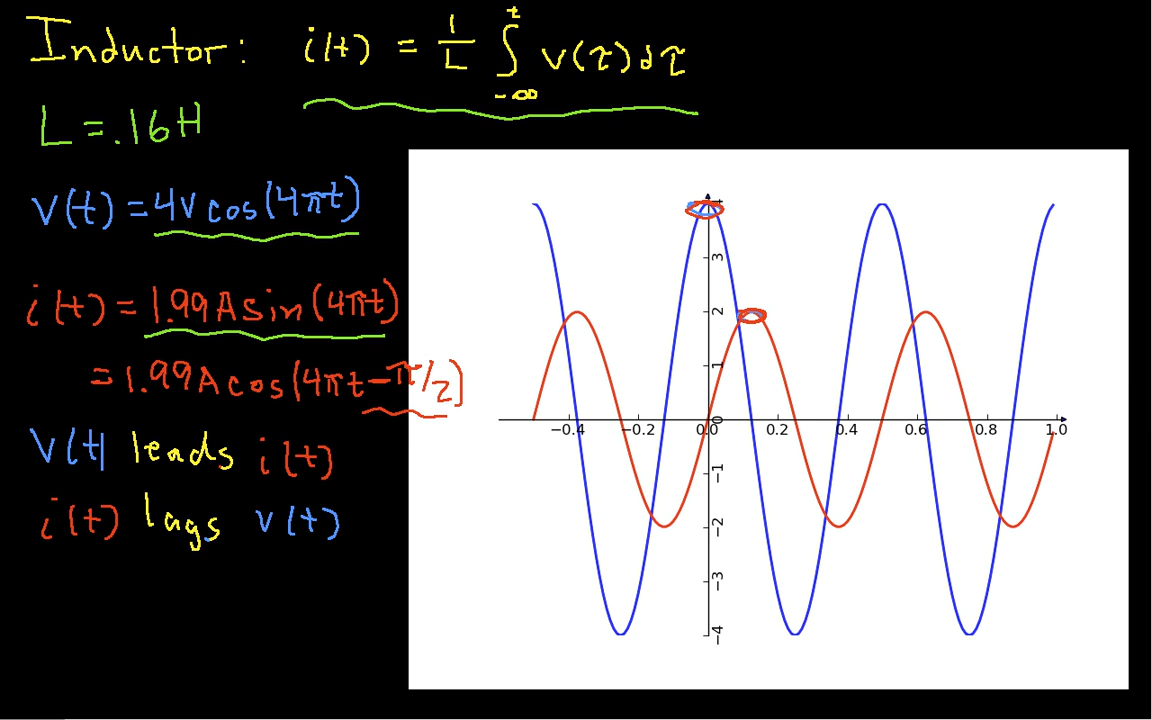 Inductor: i(t) = 1/L ∫ t -∞ v(τ)dτ
L = .16H
v(t) = 4V cos(4πt)
i(t) = 1.99A sin(4πt)
= 1.99A cos(4πt - π/2)
V(t) leads i(t)
i(t) lags v(t)
4
3
2
1
0
-0.4 -0.2 0.0 0.2 0.4 0.6 0.8 1.0
-1
-2
-3
-4